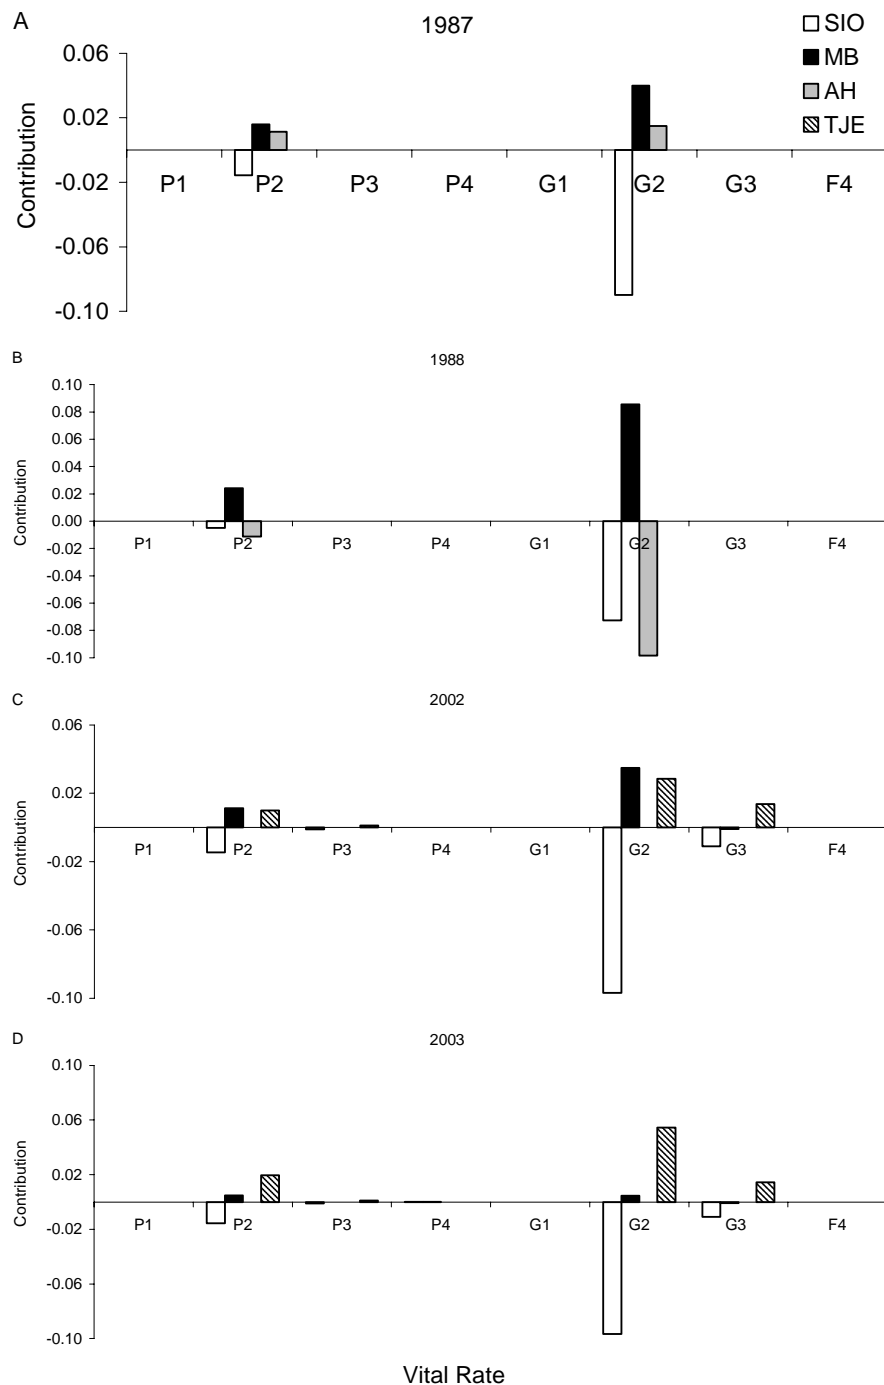 A
1987
SIO
MB
AH
TJE
0.06
0.02
-0.02
-0.06
-0.10
Contribution
P1 P2 P3 P4 G1 G2 G3 F4
B
1988
0.10
0.08
0.06
0.04
0.02
0.00
-0.02
-0.04
-0.06
-0.08
-0.10
Contribution
P1 P2 P3 P4 G1 G2 G3 F4
C
2002
0.06
0.02
-0.02
-0.06
-0.10
Contribution
P1 P2 P3 P4 G1 G2 G3 F4
D
2003
0.10
0.06
0.02
-0.02
-0.06
-0.10
Contribution
P1 P2 P3 P4 G1 G2 G3 F4
Vital Rate